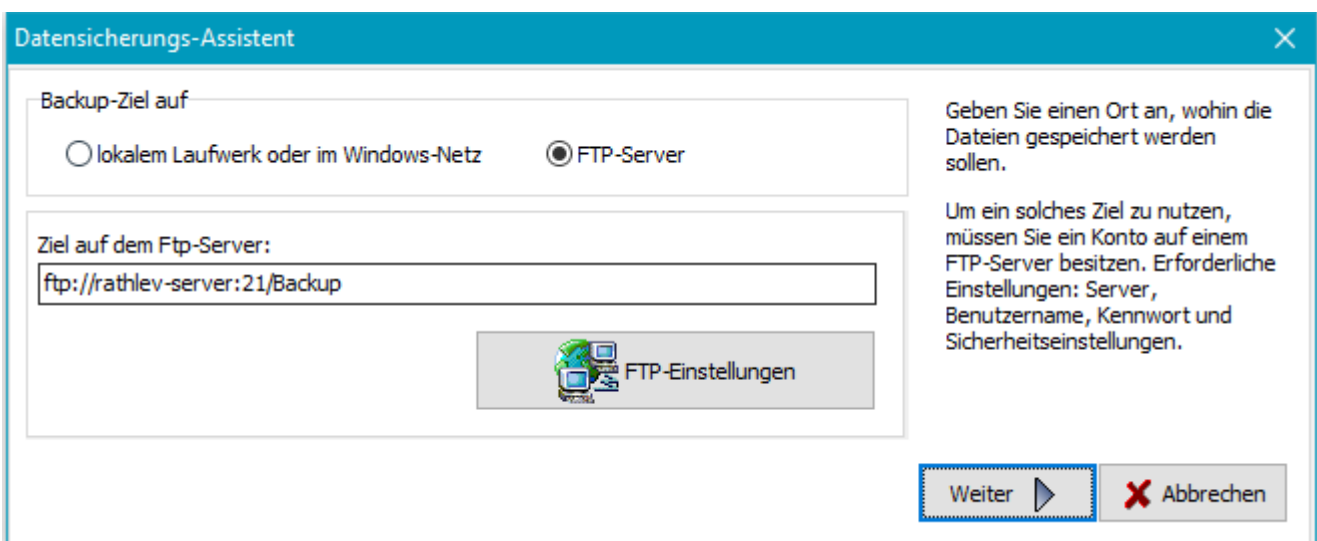 Datensicherungs-Assistent
Backup-Ziel auf
lokalem Laufwerk oder im Windows-Netz
FTP-Server
Ziel auf dem Ftp-Server:
ftp://rathlev-server:21/Backup
FTP-Einstellungen
Geben Sie einen Ort an, wohin die
Dateien gespeichert werden
sollen.
Um ein solches Ziel zu nutzen,
müssen Sie ein Konto auf einem
FTP-Server besitzen. Erforderliche
Einstellungen: Server,
Benutzername, Kennwort und
Sicherheitseinstellungen.
Weiter
Abbrechen